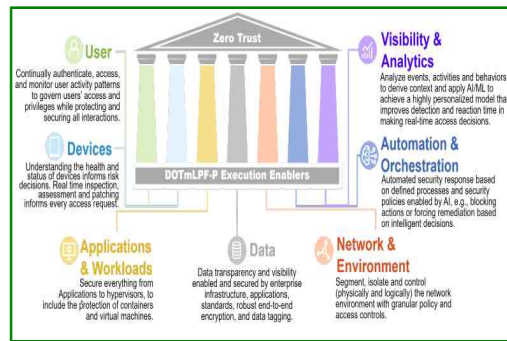 Zero Trust
DOTmLPF-P Execution Enablers
User
Continually authenticate, access,
and monitor user activity patterns
to govern users' access and
privileges while protecting and
securing all interactions.
Devices
Understanding the health and
status of devices informs risk
decisions. Real time inspection,
assessment and patching
informs every access request.
Applications
& Workloads
Secure everything from
Applications to hypervisors, to
include the protection of containers
and virtual machines.
Data
Data transparency and visibility
enabled and secured by enterprise
infrastructure, applications,
standards, robust end-to-end
encryption, and data tagging.
Network &
Environment
Segment, isolate and control
(physically and logically) the network
environment with granular policy and
access controls.
Automation &
Orchestration
Automated security response based
on defined processes and security
policies enabled by AI, e.g., blocking
actions or forcing remediation based
on intelligent decisions.
Visibility &
Analytics
Analyze events, activities and behaviors
to derive context and apply AI/ML to
achieve a highly personalized model that
improves detection and reaction time in
making real-time access decisions.